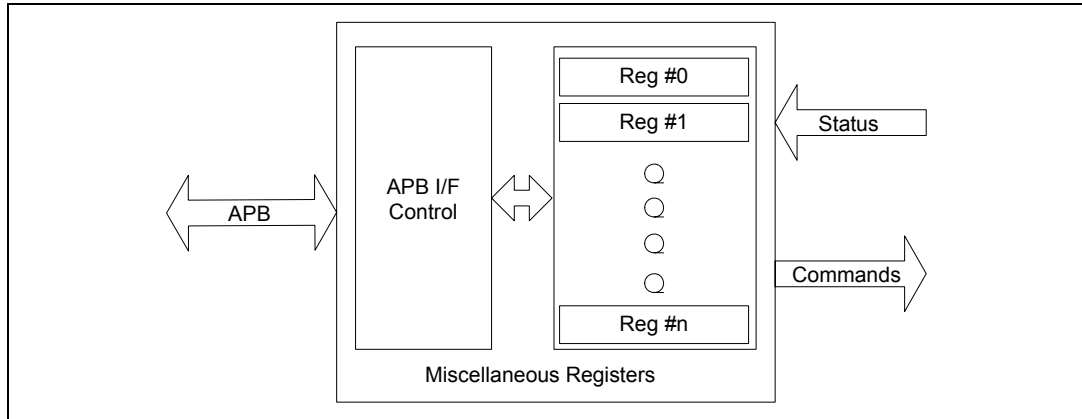 Reg #0
Reg #1
Status
APB I/F
Control
APB
Commands
Reg #n
Miscellaneous Registers